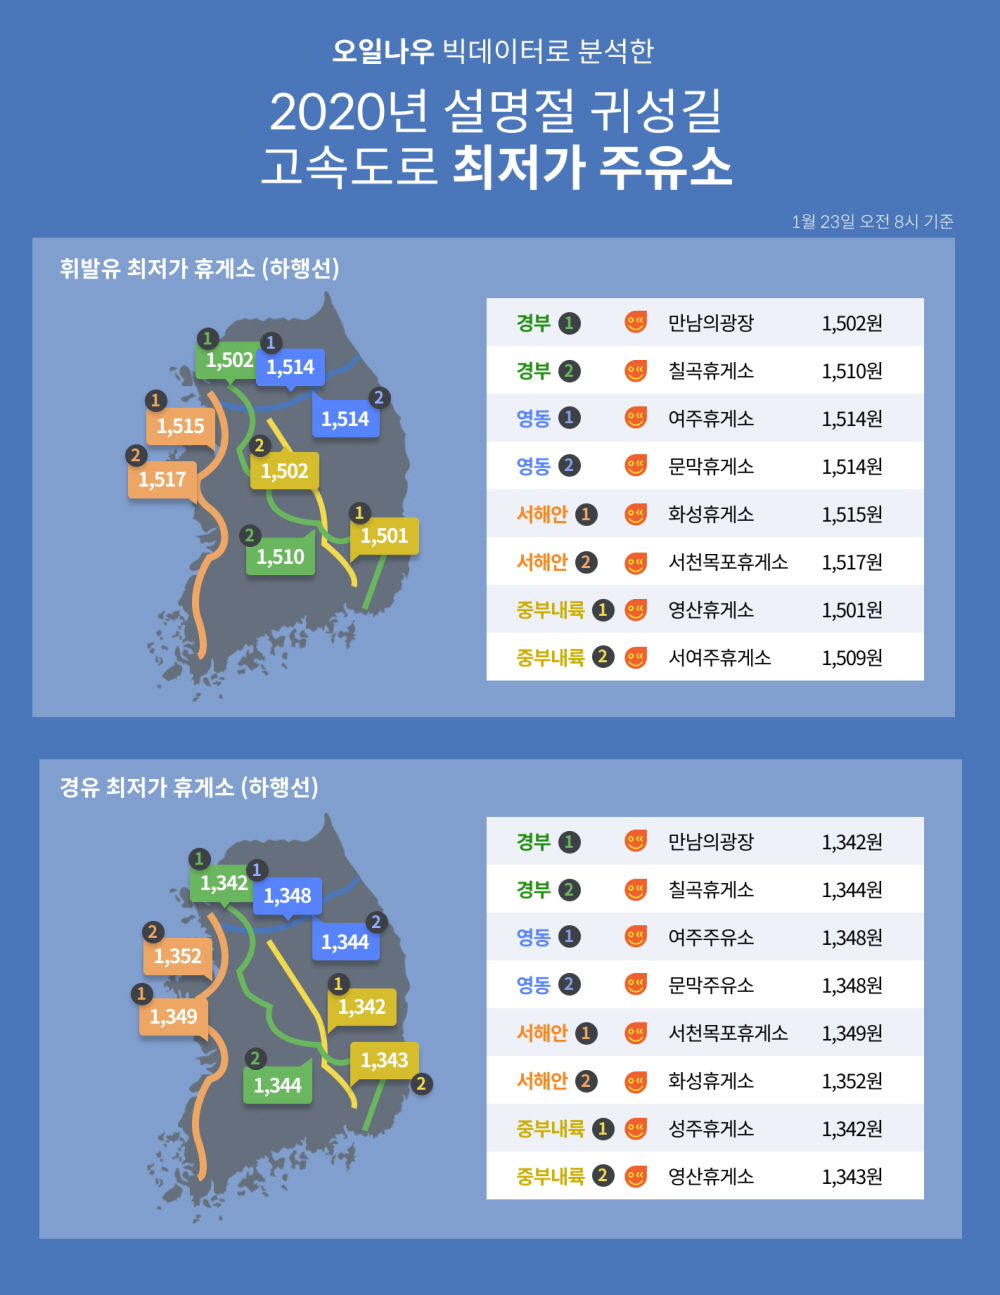 오일나우 빅데이터로 분석한
2020년 설명절 귀성길
고속도로 최저가 주유소
1월 23일 오전 8시 기준
휘발유 최저가 휴게소 (하행선)
1
1,502
1
1,514
2
1,514
1
1,515
2
1,517
2
1,502
1
1,501
2
1,510
경부 1 만남의광장 1,502원
경부 2 칠곡휴게소 1,510원
영동 1 여주휴게소 1,514원
영동 2 문막휴게소 1,514원
서해안 1 화성휴게소 1,515원
서해안 2 서천목포휴게소 1,517원
중부내륙 1 영산휴게소 1,501원
중부내륙 2 서여주휴게소 1,509원
경유 최저가 휴게소 (하행선)
1
1,342
1
1,348
2
1,344
2
1,352
1
1,349
1
1,342
1,343
2
2
1,344
경부 1 만남의광장 1,342원
경부 2 칠곡휴게소 1,344원
영동 1 여주주유소 1,348원
영동 2 문막주유소 1,348원
서해안 1 서천목포휴게소 1,349원
서해안 2 화성휴게소 1,352원
중부내륙 1 성주휴게소 1,342원
중부내륙 2 영산휴게소 1,343원